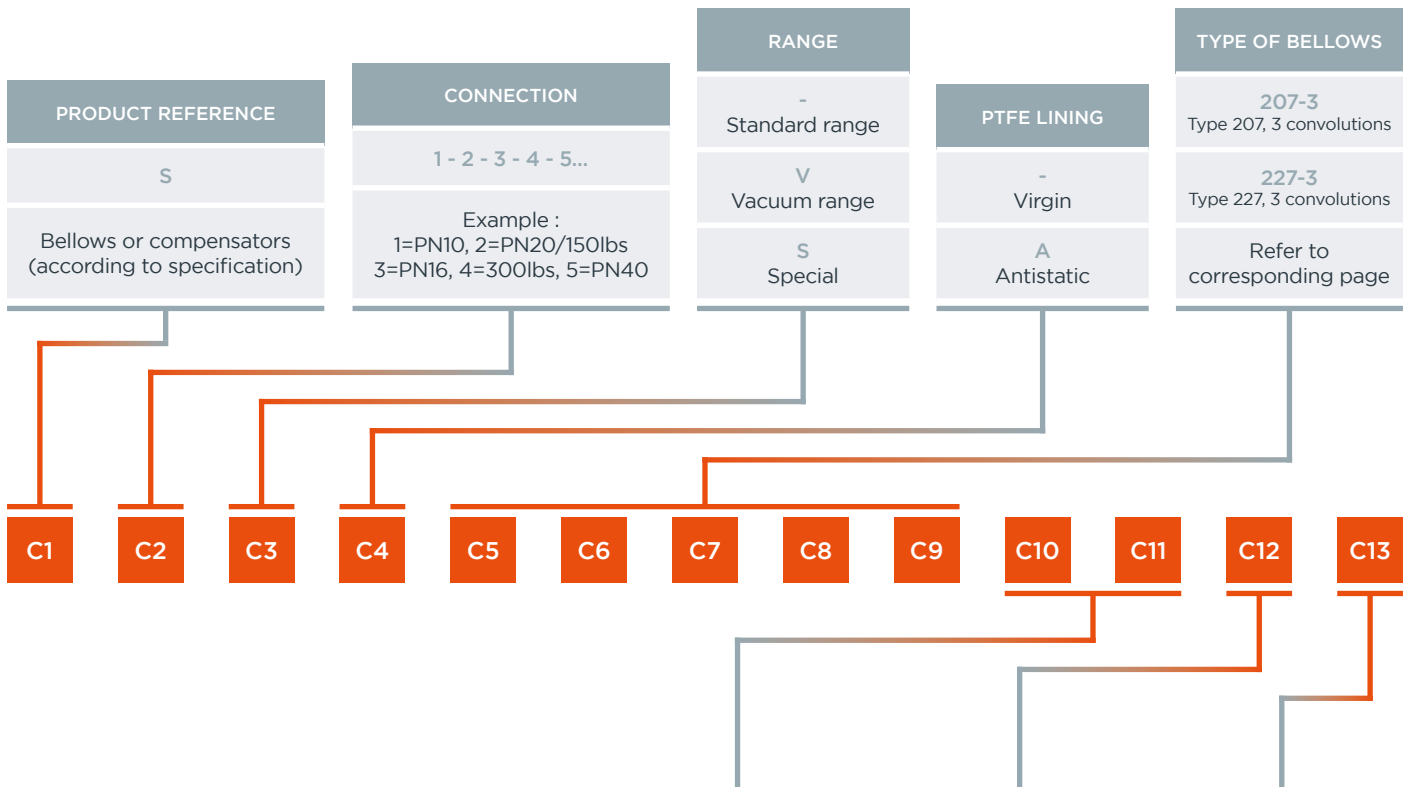 PRODUCT REFERENCE
S
Bellows or compensators
(according to specification)
CONNECTION
1 - 2 - 3 - 4 - 5...
Example :
1=PN10, 2=PN20/150lbs
3=PN16, 4=300lbs, 5=PN40
RANGE
-
Standard range
V
Vacuum range
S
Special
PTFE LINING
-
Virgin
A
Antistatic
TYPE OF BELLOWS
207-3
Type 207, 3 convolutions
227-3
Type 227, 3 convolutions
Refer to
corresponding page
C1 C2 C3 C4 C5 C6 C7 C8 C9 C10 C11 C12 C13